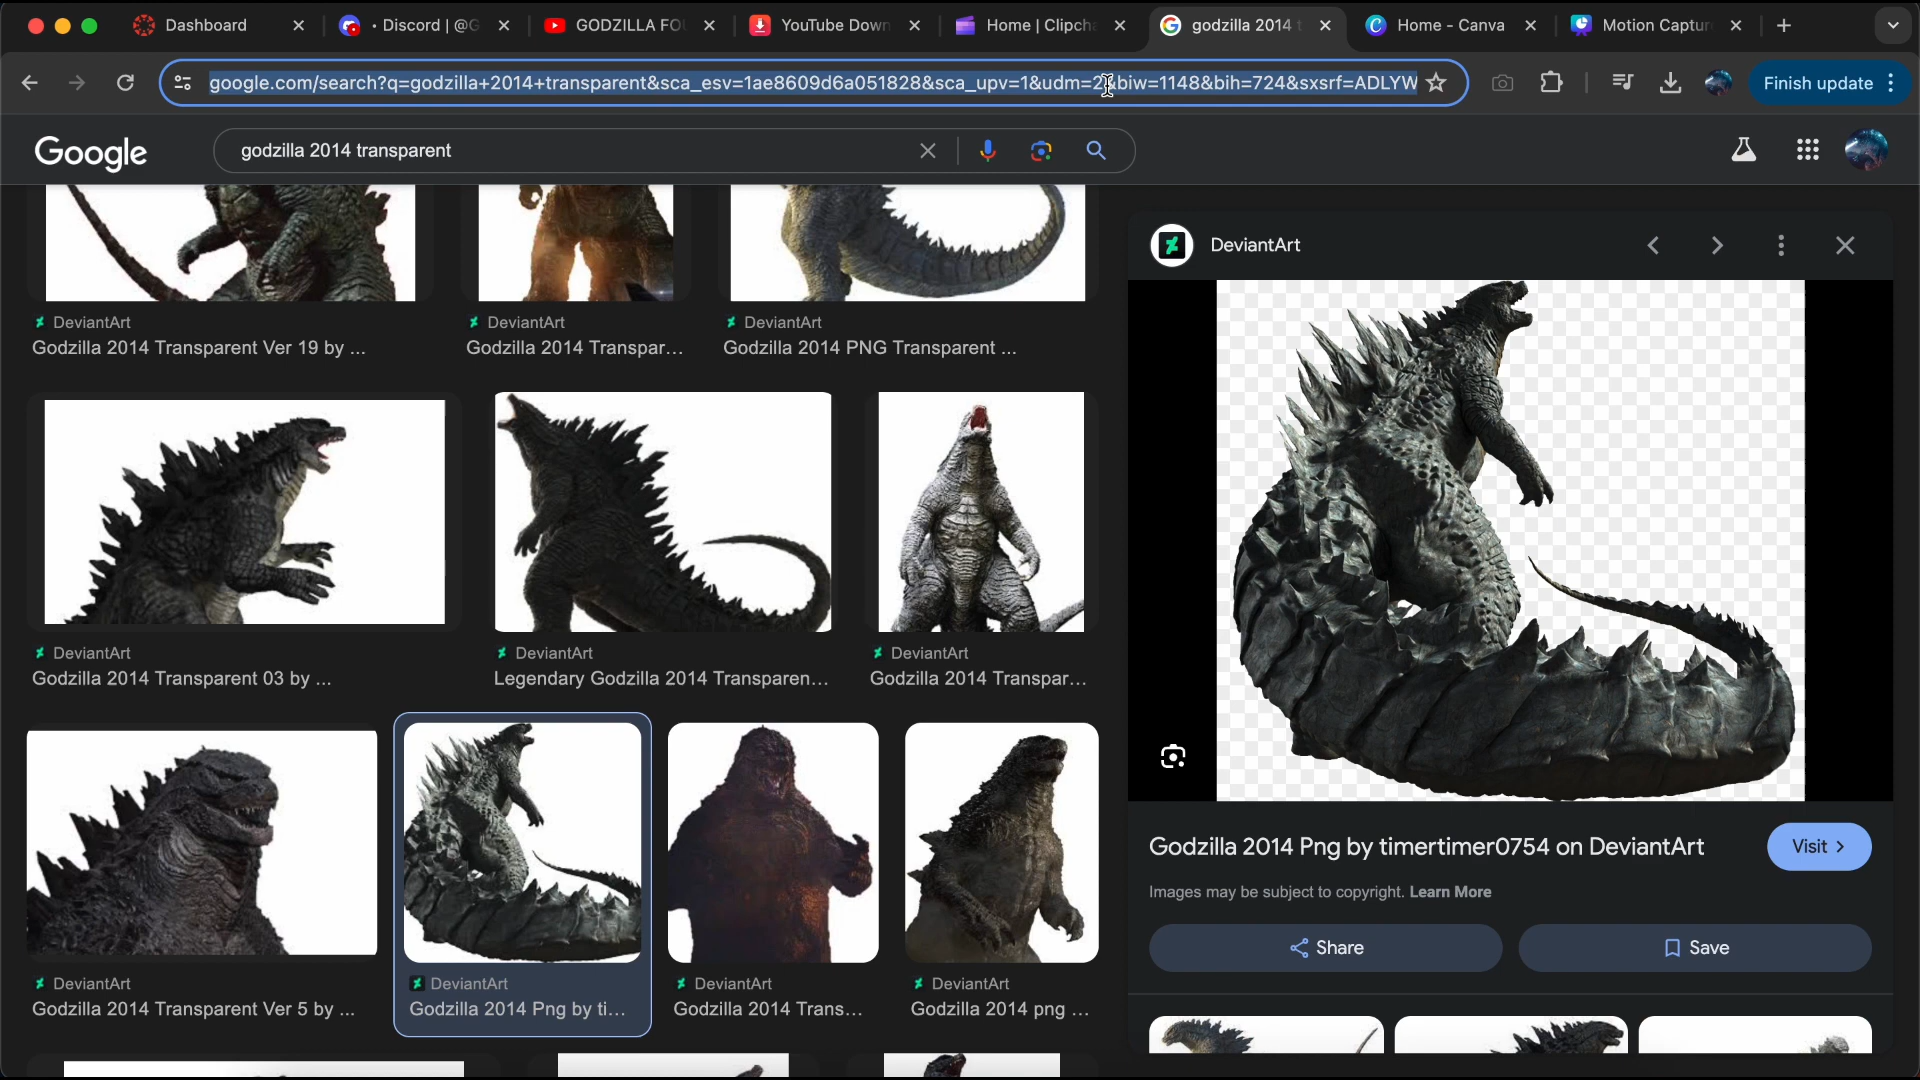 Dashboard
· Discord | @G
GODZILLA FO
YouTube Down
Home | Clipcha
godzilla 2014 t
Home - Canva
Motion Captur
google.com/search?q=godzilla+2014+transparent&sca_esv=1ae8609d6a051828&sca_upv=1&udm=2&biw=1148&bih=724&sxsrf=ADLYW
Finish update
Google
godzilla 2014 transparent
DeviantArt
DeviantArt
DeviantArt
DeviantArt
Godzilla 2014 Transparent Ver 19 by ...
Godzilla 2014 Transpar...
Godzilla 2014 PNG Transparent ...
DeviantArt
DeviantArt
DeviantArt
Godzilla 2014 Transparent 03 by ...
Legendary Godzilla 2014 Transparen...
Godzilla 2014 Transpar...
DeviantArt
DeviantArt
DeviantArt
DeviantArt
Godzilla 2014 Transparent Ver 5 by ...
Godzilla 2014 Png by ti...
Godzilla 2014 Trans...
Godzilla 2014 png ...
Godzilla 2014 Png by timertimer0754 on DeviantArt
Visit
Images may be subject to copyright. Learn More
Share
Save